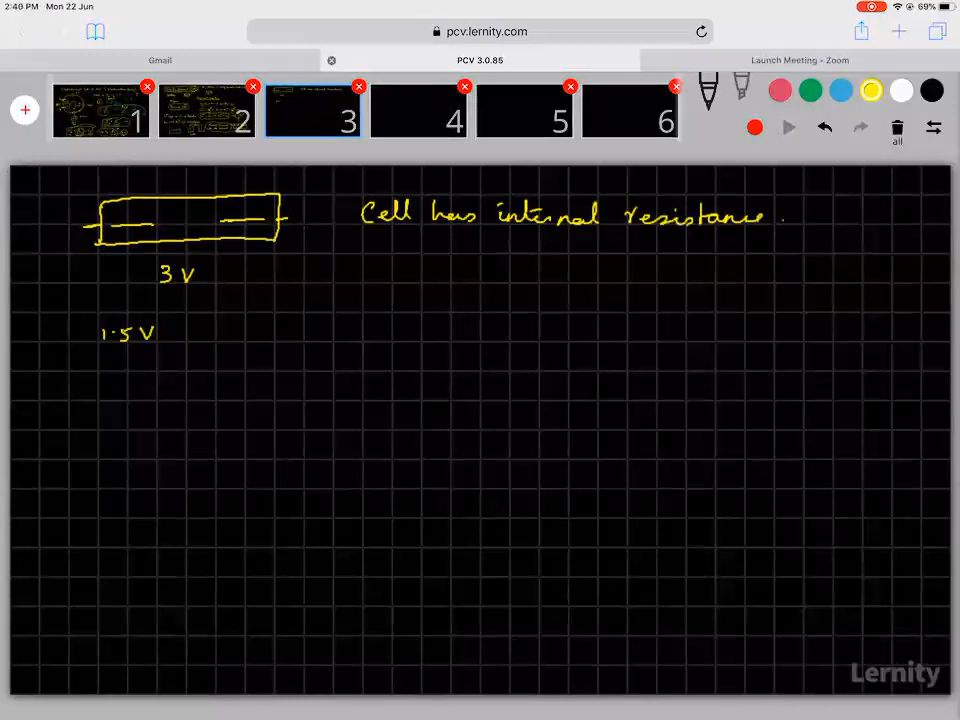 2:40 PM Mon 22 Jun
69%
pcv.lernity.com
Gmail
PCV 3.0.85
Launch Meeting - Zoom
1
2
3
4
5
6
all
Cell has internal resistance.
3 V
1.5 V
Lernity